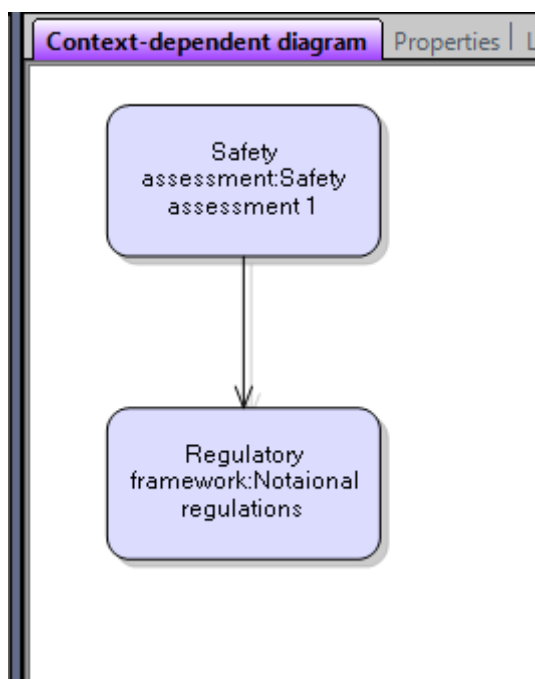 Context-dependent diagram Properties L
Safety
assessment:Safety
assessment 1
Regulatory
framework:Notaional
regulations